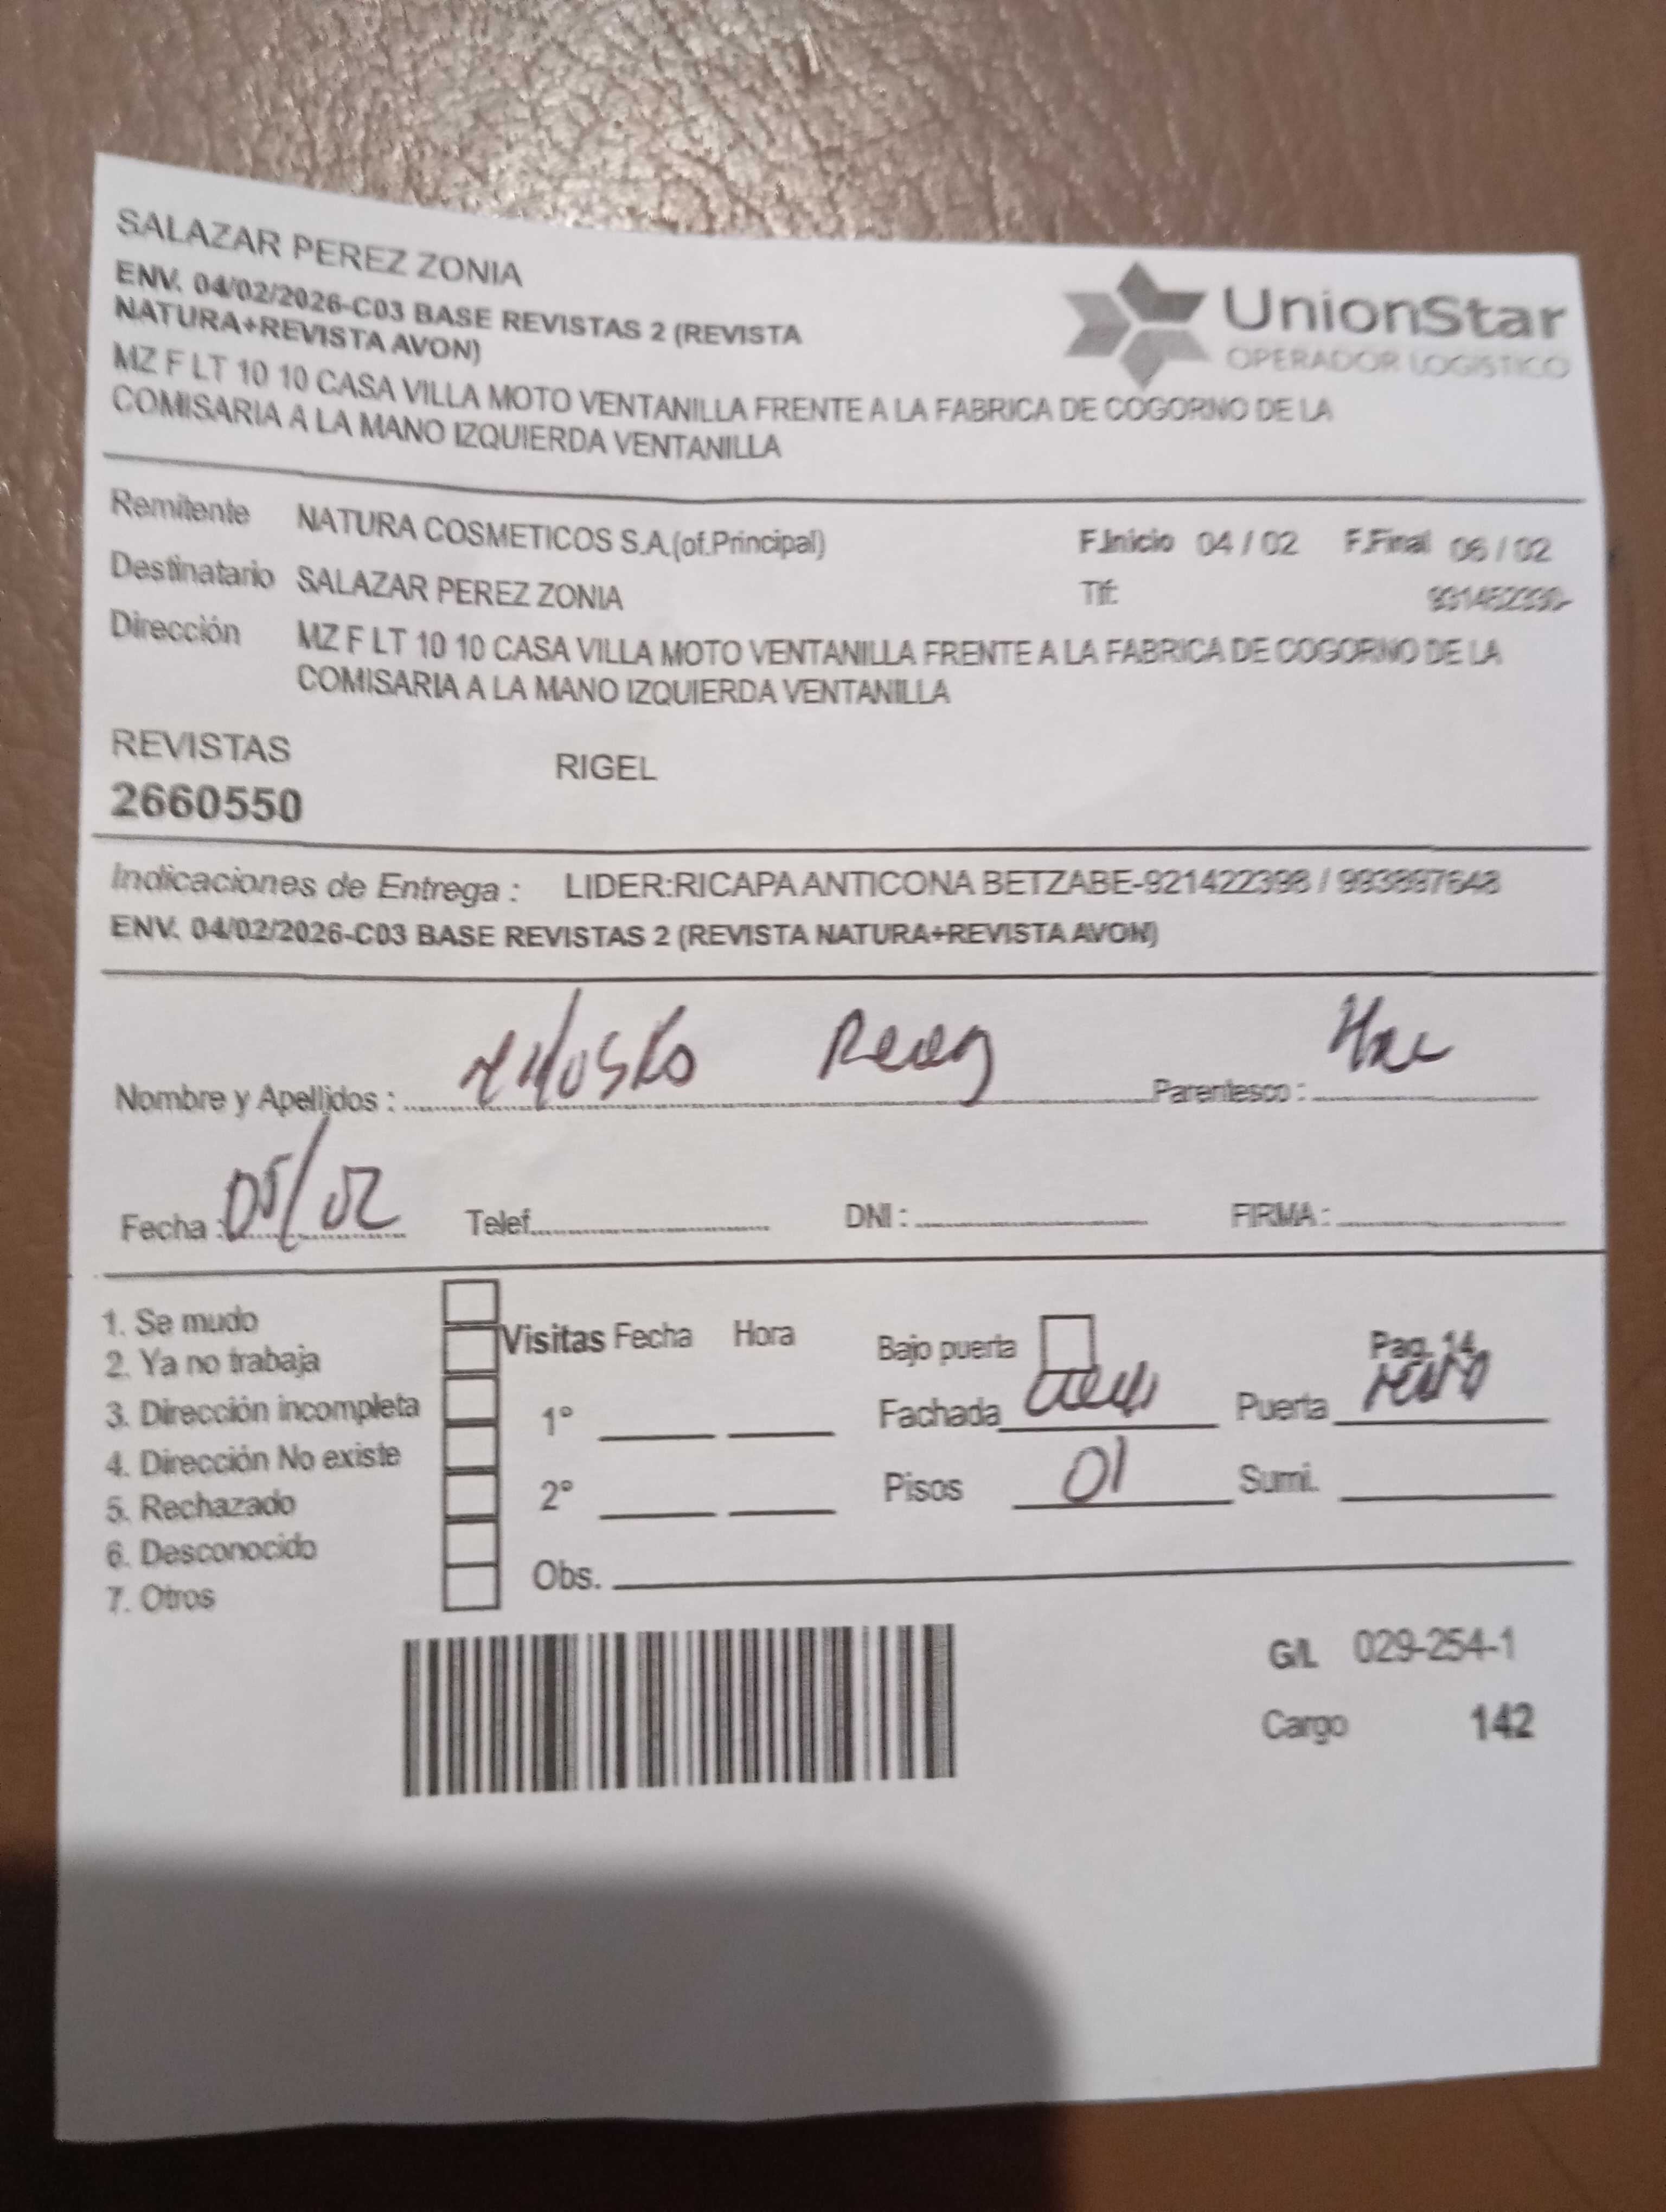 SALAZAR PEREZ ZONIA
ENV. 04/02/2026-C03 BASE REVISTAS 2 (REVISTA
NATURA+REVISTA AVON)
MZ F LT 10 10 CASA VILLA MOTO VENTANILLA FRENTE A LA FABRICA DE COGORNO DE LA
COMISARIA A LA MANO IZQUIERDA VENTANILLA
UnionStar
OPERADOR LOGISTICO
Remitente NATURA COSMETICOS S.A.(of.Principal) F.Inicio 04 / 02 F.Final 06 / 02
Destinatario SALAZAR PEREZ ZONIA Tlf:
Dirección MZ F LT 10 10 CASA VILLA MOTO VENTANILLA FRENTE A LA FABRICA DE COGORNO DE LA
COMISARIA A LA MANO IZQUIERDA VENTANILLA
REVISTAS RIGEL
2660550
Indicaciones de Entrega : LIDER:RICAPA ANTICONA BETZABE-921422398 / 993897648
ENV. 04/02/2026-C03 BASE REVISTAS 2 (REVISTA NATURA+REVISTA AVON)
Nombre y Apellidos : Parentesco :
Fecha : 05/02 Telef. DNI : FIRMA :
1. Se mudo
2. Ya no trabaja
3. Dirección incompleta
4. Dirección No existe
5. Rechazado
6. Desconocido
7. Otros
Visitas Fecha Hora
1°
2°
Obs.
Bajo puerta Pag. 14
Fachada Puerta
Pisos 01 Sumi.
G/L 029-254-1
Cargo 142